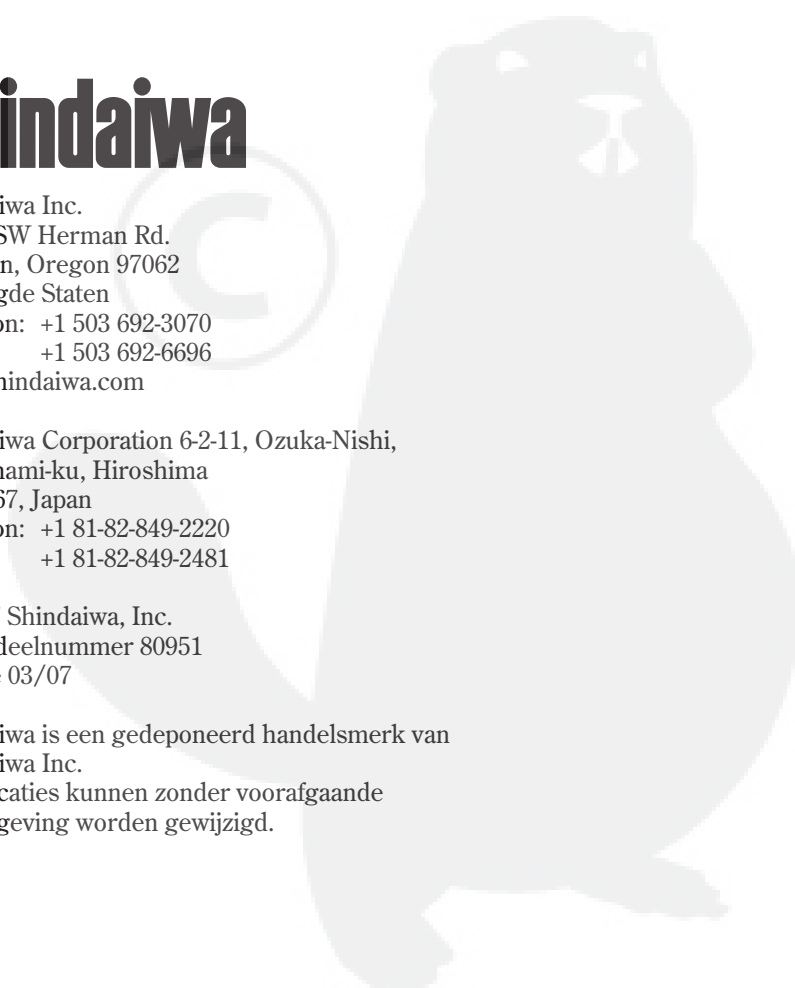 indaiwa
iwa Inc.
SW Herman Rd.
n, Oregon 97062
gde Staten
on: +1 503 692-3070
+1 503 692-6696
hindaiwa.com
iwa Corporation 6-2-11, Ozuka-Nishi,
nami-ku, Hiroshima
67, Japan
on: +1 81-82-849-2220
+1 81-82-849-2481
Shindaiwa, Inc.
deelnummer 80951
03/07
iwa is een gedeponeerd handelsmerk van
iwa Inc.
caties kunnen zonder voorafgaande
geving worden gewijzigd.